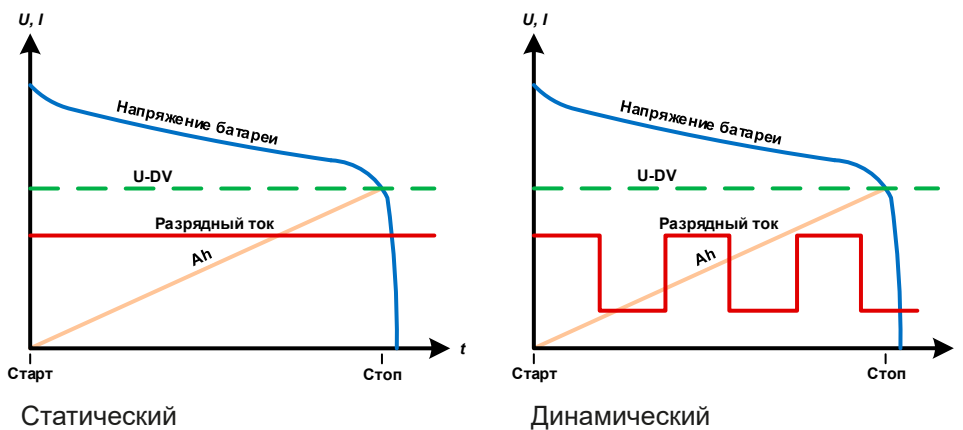 U, I
Напряжение батареи
U-DV
Разрядный ток
Ah
t
Старт
Стоп
Статический
U, I
Напряжение батареи
U-DV
Разрядный ток
Ah
Старт
Стоп
Динамический